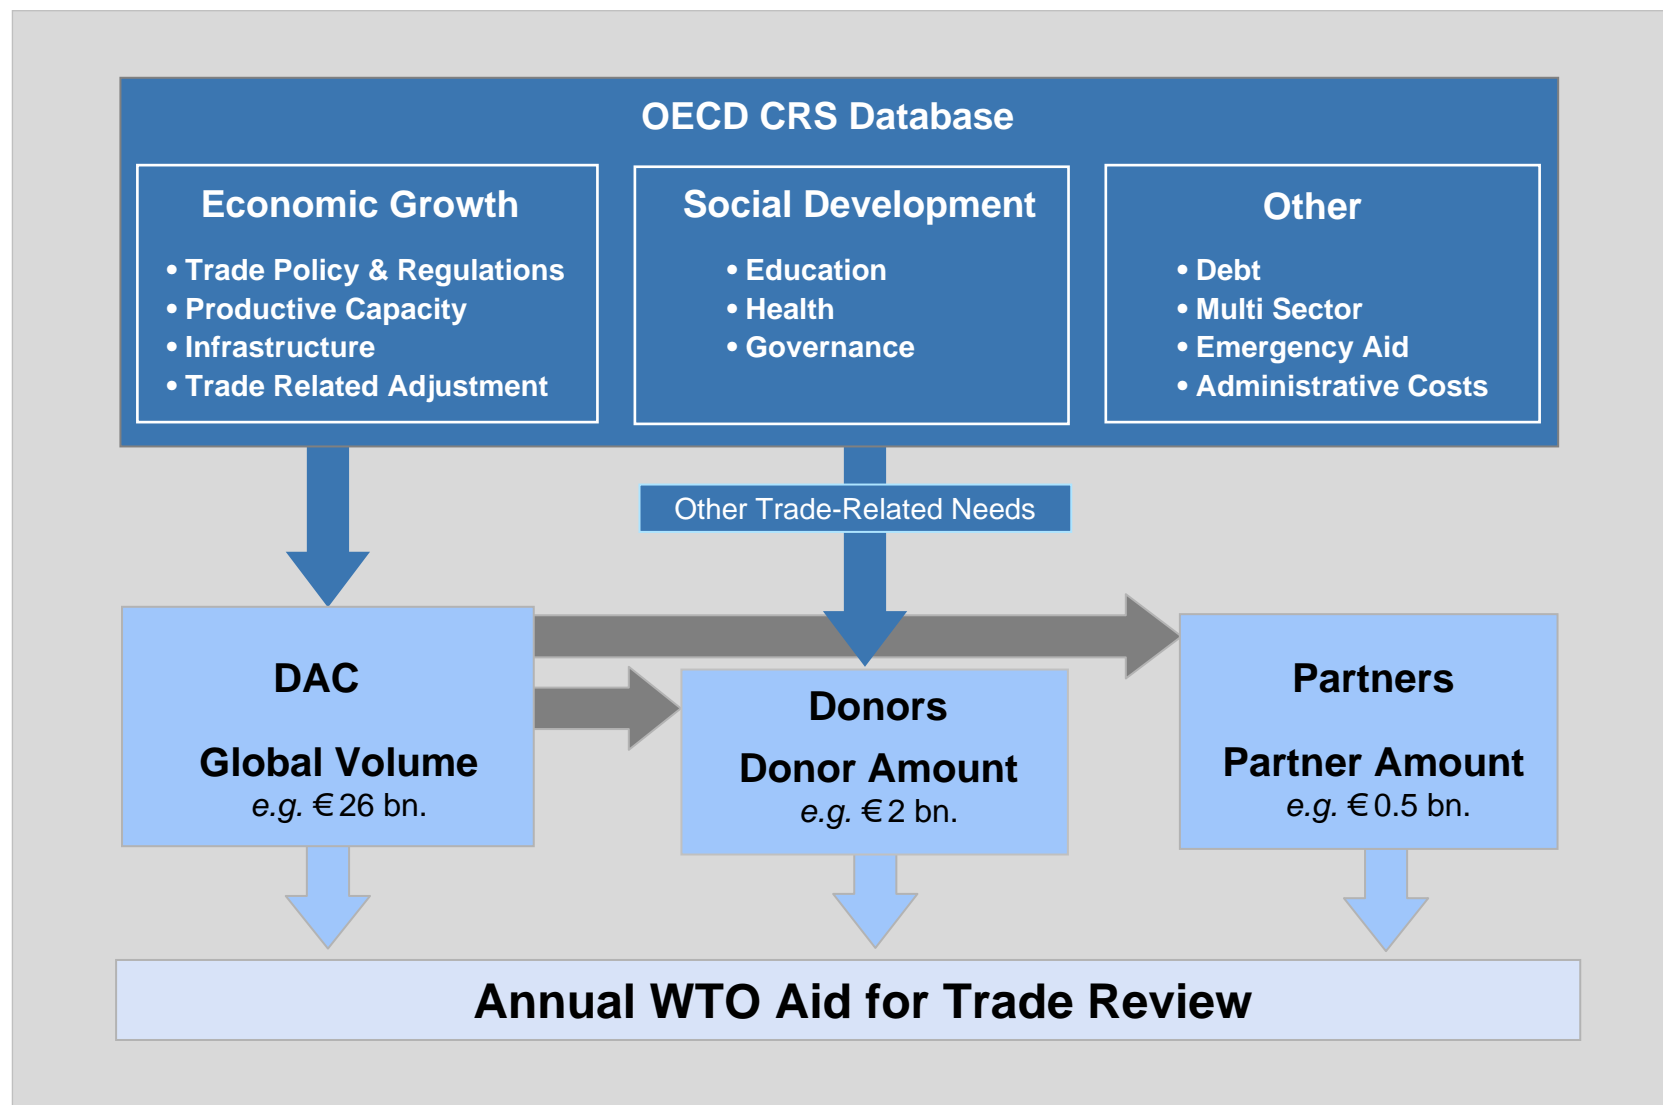 OECD CRS Database
Economic Growth
• Trade Policy & Regulations
• Productive Capacity
• Infrastructure
• Trade Related Adjustment
Social Development
• Education
• Health
• Governance
Other
• Debt
• Multi Sector
• Emergency Aid
• Administrative Costs
Other Trade-Related Needs
DAC
Global Volume
e.g. € 26 bn.
Donors
Donor Amount
e.g. € 2 bn.
Partners
Partner Amount
e.g. € 0.5 bn.
Annual WTO Aid for Trade Review